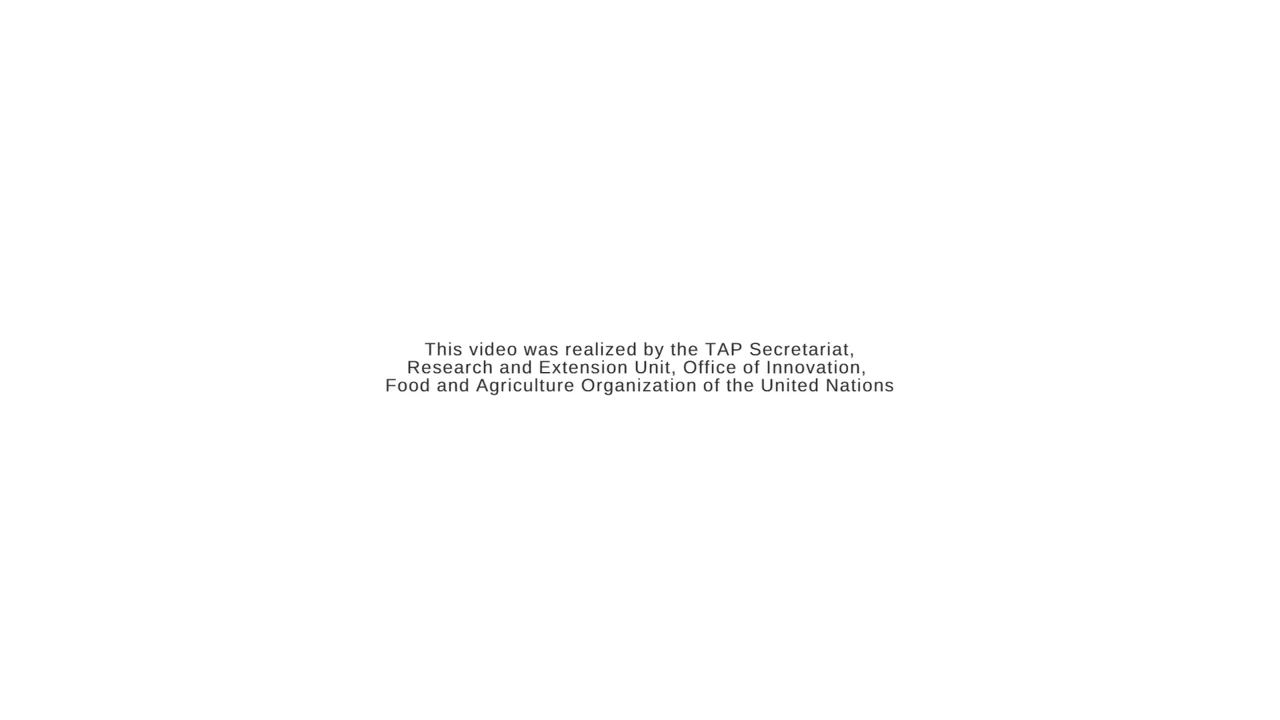 This video was realized by the TAP Secretariat,
Research and Extension Unit, Office of Innovation,
Food and Agriculture Organization of the United Nations